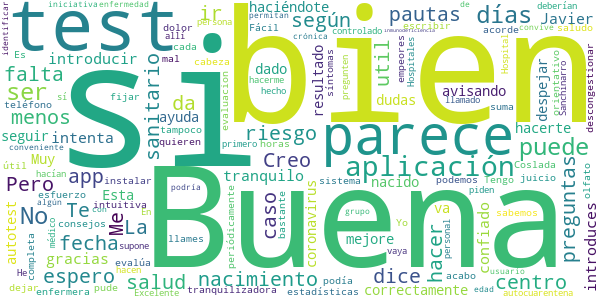 Si
bien
Buena
test
parece
aplicación
ir
según
pautas
días
Javier
haciéndote
introducir
falta
ser
menos
seguir
intenta
sanitario
da
ayuda
riesgo
Creo
tranquilo
resultado
dado
util
avisando
dudas
despejar
hacerte
puede
preguntas
introduces
app
Pero
No
Te
Me
La
Esta
fecha
espero
gracias
salud
nacimiento
caso
coronavirus
nacido
mejore
hacer
va
confiado
dice
centro
correctamente
autotest
Muy
instalar
esfuerzo
intuitiva
consejos
completa
evalúa
supone
enfermera
pude
Excelente
tranquilizadora
estadísticas
periódicamente
bastante
llames
podría
podía
sistema
podemos
Tengo
juicio
olfato
Coslada
piden
sabemos
personal
acabo
edad
usuario
autocuarentena
grupo
Yo
vaya
hacen
médico
algún
hacían
conveniente
útil
sí
teléfono
tampoco
quieren
primero
horas
evaluacion
fijar
mal
cada
alli
dolor
persona
iniciativa
enfermedad
identificar
Es
cabeza
hacerme
hecho
síntomas
Fácil
permitan
pregunten
crónica
controlado
escribir
empeores
Hospitales
inmunodeficiencia
llamado
suma
acorde
saludo
convive
Hospital
Sanchinarro
orientativo
descongestionar
deberían
de
dejar
He
En
con